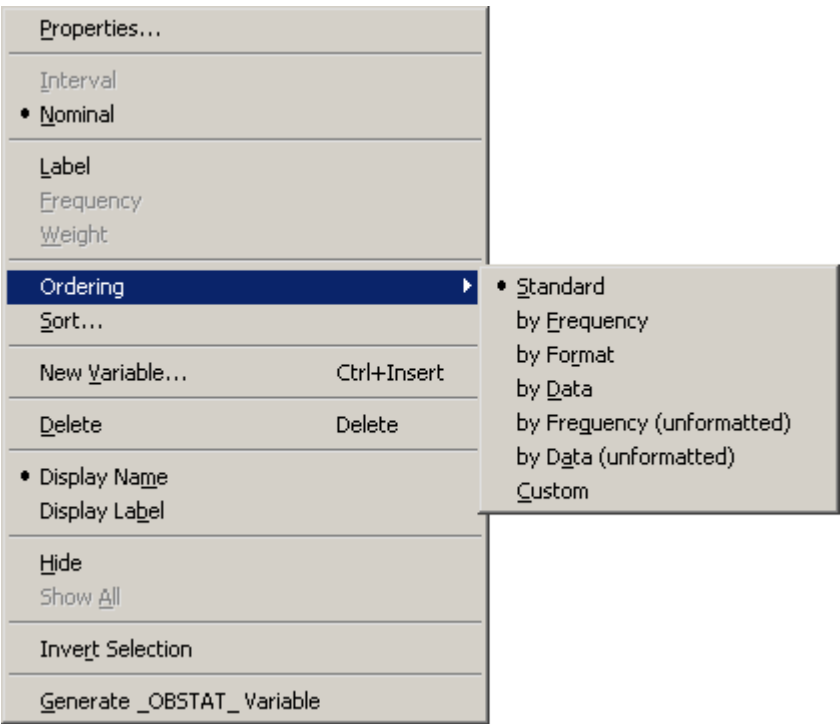 Properties...
Interval
• Nominal
Label
Frequency
Weight
Ordering
Sort...
New Variable... Ctrl+Insert
Delete Delete
• Display Name
Display Label
Hide
Show All
Invert Selection
Generate _OBSTAT_ Variable
• Standard
by Frequency
by Format
by Data
by Frequency (unformatted)
by Data (unformatted)
Custom